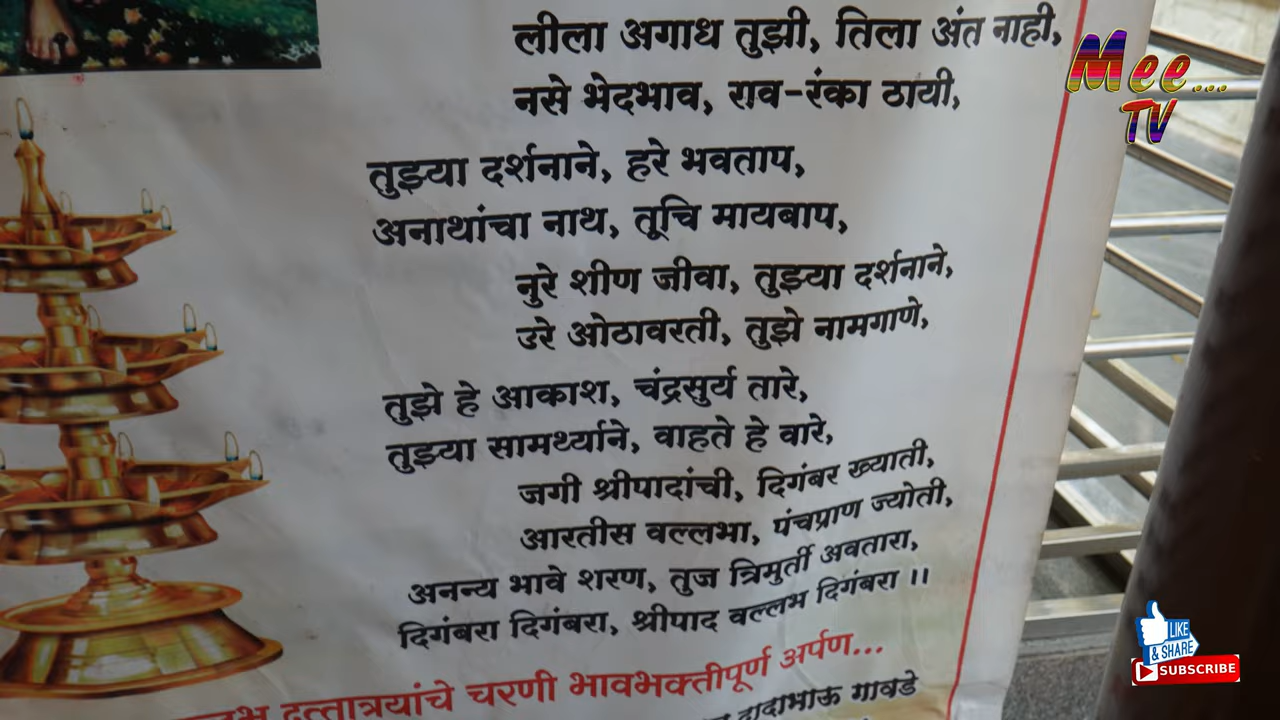 लीला अगाध तुझी, तिला अंत नाही,
नसे भेदभाव, राव-रंका ठायी,
तुझ्या दर्शनाने, हरे भवताप,
अनाथांचा नाथ, तूचि मायबाप,
नुरे शीण जीवा, तुझ्या दर्शनाने,
उरे ओठावरती, तुझे नामगाणे,
तुझे हे आकाश, चंद्रसुर्य तारे,
तुझ्या सामर्थ्याने, वाहते हे वारे,
जगी श्रीपादांची, दिगंबर ख्याती,
आरतीस वल्लभा, पंचप्राण ज्योती,
अनन्य भावे शरण, तुज त्रिमुर्ती अवतारा,
दिगंबरा दिगंबरा, श्रीपाद वल्लभ दिगंबरा ॥
दत्तात्रयांचे चरणी भावभक्तीपूर्ण अर्पण...
दादाभाऊ गावडे
Mee...
TV
LIKE
& SHARE
SUBSCRIBE